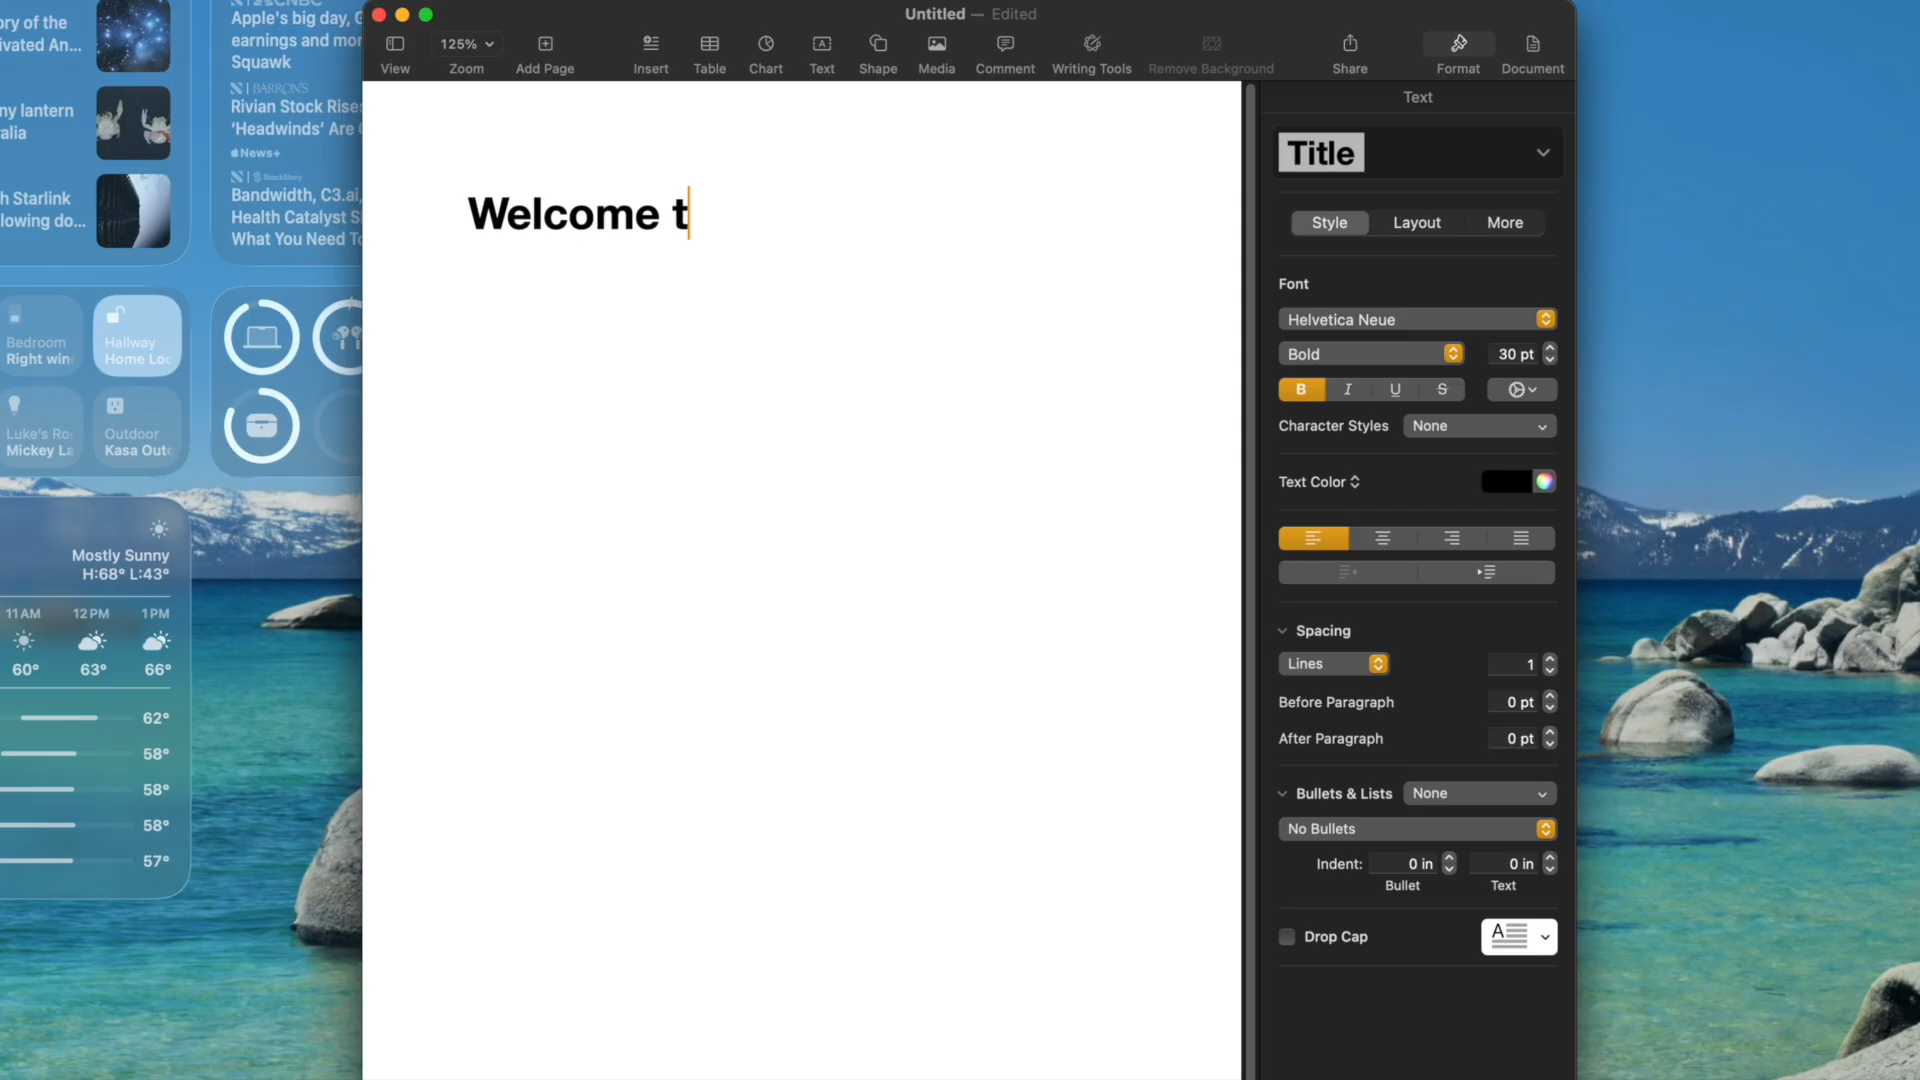 ory of the
ivated An...
ny lantern
ralia
h Starlink
lowing do...
Apple's big day, G
earnings and mor
Squawk
BARRON'S
Rivian Stock Rises
'Headwinds' Are
News+
StockStory
Bandwidth, C3.ai,
Health Catalyst S
What You Need To
Bedroom
Right win
Hallway
Home Loc
Luke's Ro
Mickey La
Outdoor
Kasa Outd
Mostly Sunny
H:68° L:43°
11 AM 12 PM 1 PM
60° 63° 66°
62°
58°
58°
58°
57°
Untitled — Edited
View
125%
Zoom
Add Page
Insert
Table
Chart
Text
Shape
Media
Comment
Writing Tools
Remove Background
Share
Format
Document
Welcome t
Text
Title
Style Layout More
Font
Helvetica Neue
Bold 30 pt
B I U S
Character Styles None
Text Color
Spacing
Lines 1
Before Paragraph 0 pt
After Paragraph 0 pt
Bullets & Lists None
No Bullets
Indent: 0 in 0 in
Bullet Text
Drop Cap A